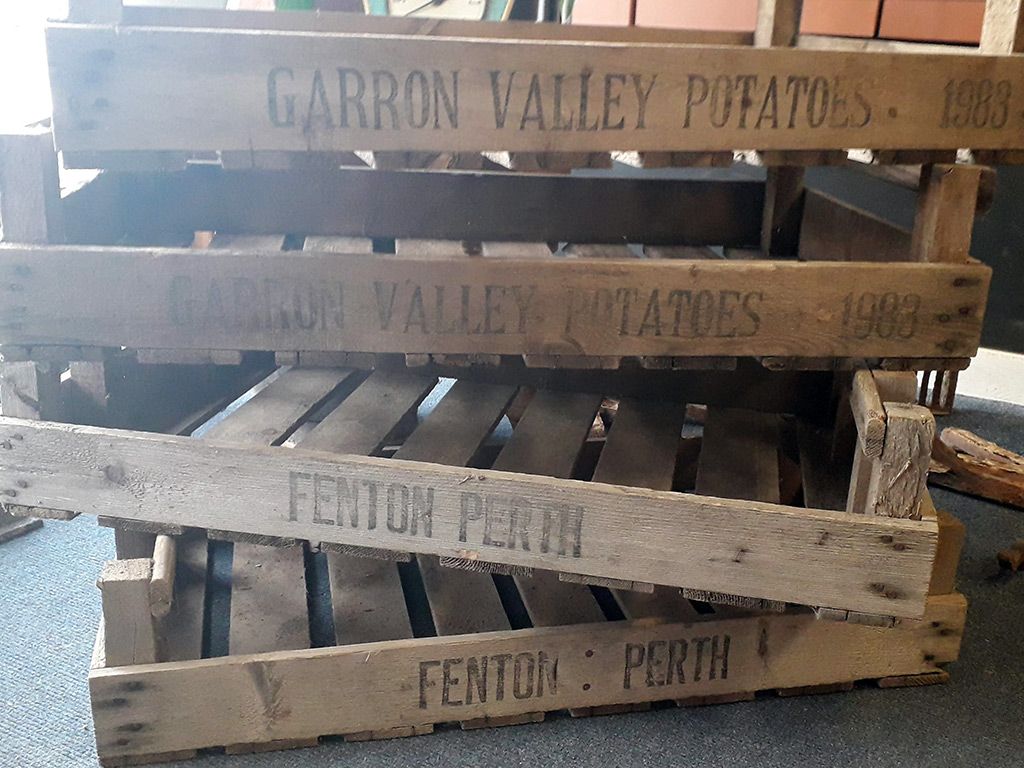 GARRON VALLEY POTATOES . 1983
GARRON VALLEY POTATOES 1983
FENTON PERTH
FENTON : PERTH